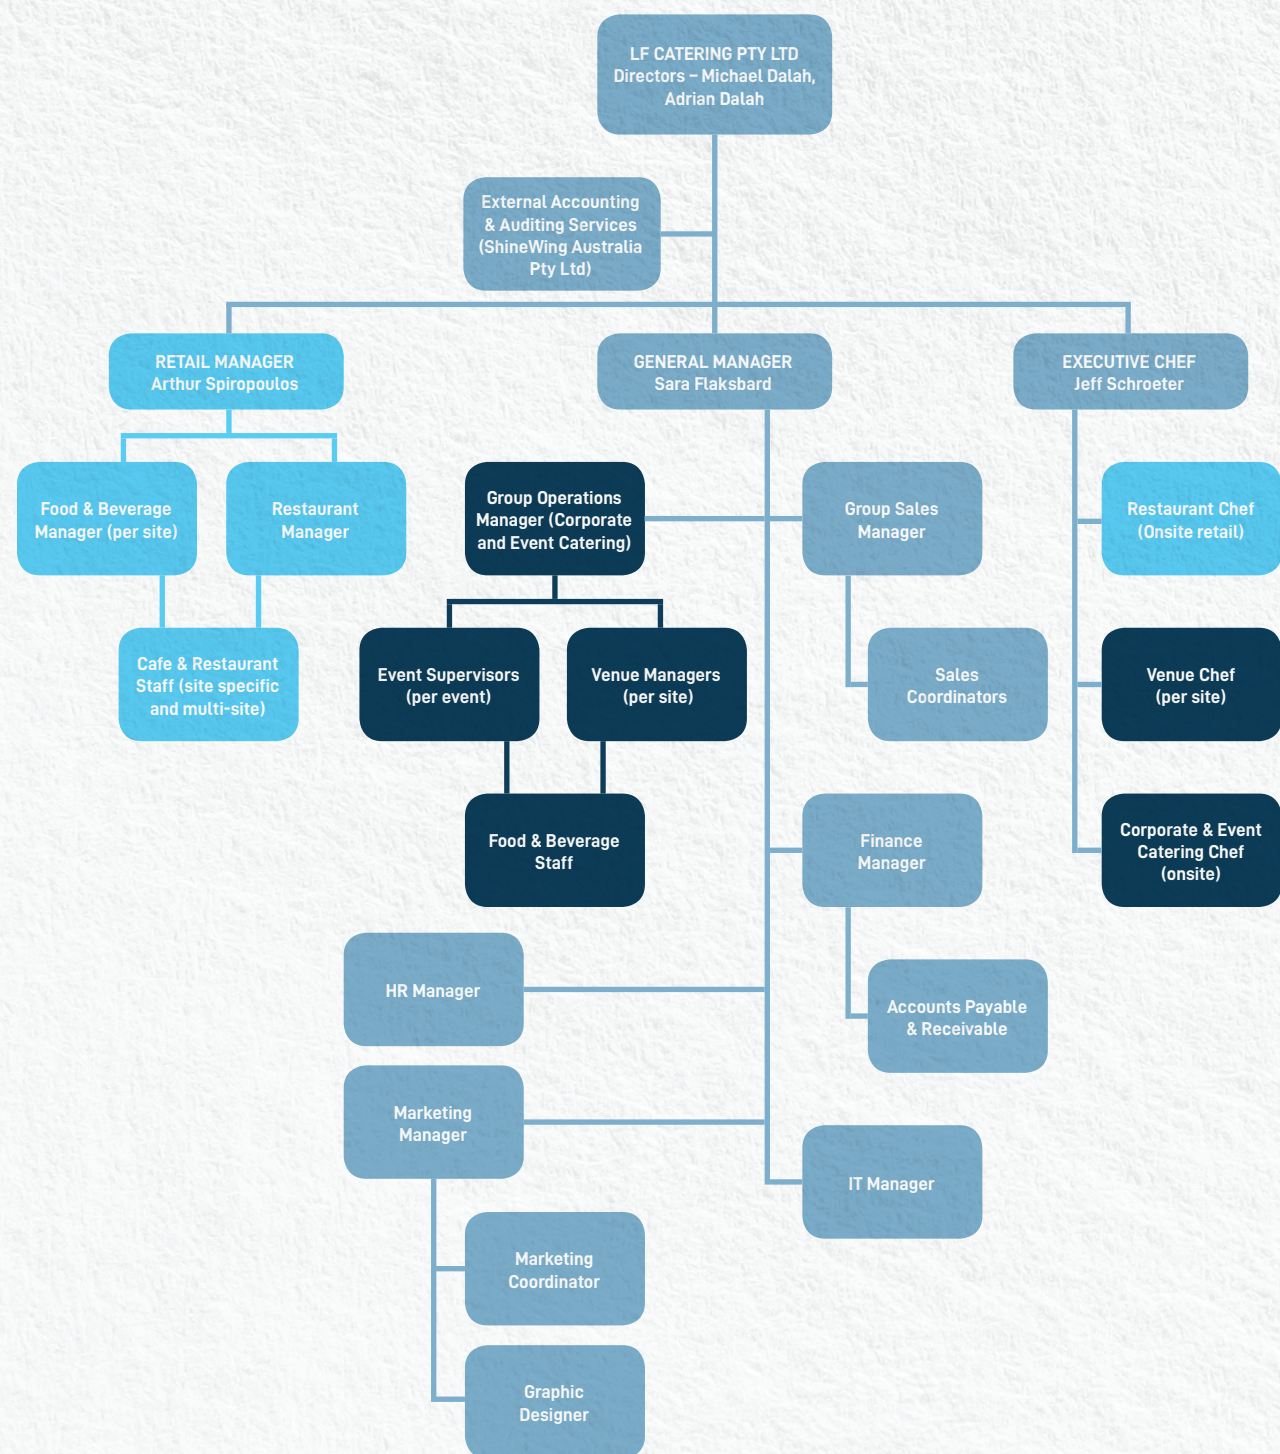 LF CATERING PTY LTD
Directors – Michael Dalah,
Adrian Dalah
External Accounting
& Auditing Services
(ShineWing Australia
Pty Ltd)
RETAIL MANAGER
Arthur Spiropoulos
GENERAL MANAGER
Sara Flaksbard
EXECUTIVE CHEF
Jeff Schroeter
Food & Beverage
Manager (per site)
Restaurant
Manager
Group Operations
Manager (Corporate
and Event Catering)
Group Sales
Manager
Restaurant Chef
(Onsite retail)
Cafe & Restaurant
Staff (site specific
and multi-site)
Event Supervisors
(per event)
Venue Managers
(per site)
Sales
Coordinators
Venue Chef
(per site)
Food & Beverage
Staff
Finance
Manager
Corporate & Event
Catering Chef
(onsite)
HR Manager
Accounts Payable
& Receivable
Marketing
Manager
IT Manager
Marketing
Coordinator
Graphic
Designer